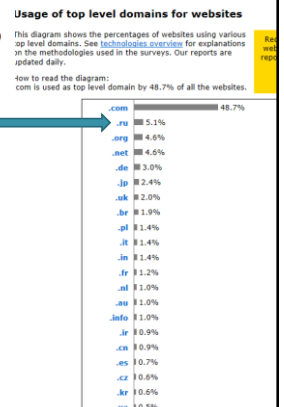 Usage of top level domains for websites
This diagram shows the percentages of websites using various
top level domains. See technologies overview for explanations
on the methodologies used in the surveys. Our reports are
updated daily.
How to read the diagram:
.com is used as top level domain by 48.7% of all the websites.
.com 48.7%
.ru 5.1%
.org 4.6%
.net 4.6%
.de 3.0%
.jp 2.4%
.uk 2.0%
.br 1.9%
.pl 1.4%
.it 1.4%
.in 1.4%
.fr 1.2%
.nl 1.0%
.au 1.0%
.info 1.0%
.ir 0.9%
.cn 0.9%
.es 0.7%
.cz 0.6%
.kr 0.6%
0.5%